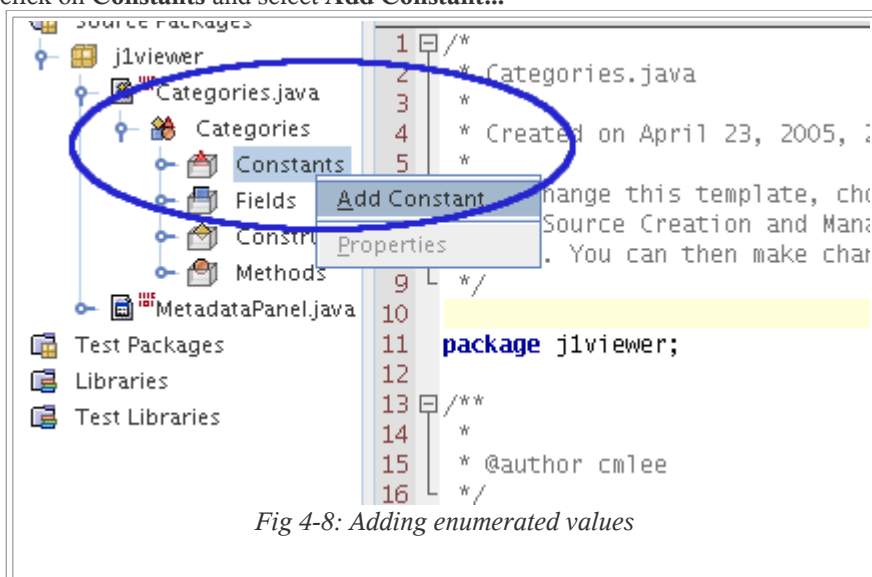 click on Constants and select Add Constant...
Source Packages
j1viewer
Categories.java
Categories
Constants
Fields
Constru
Methods
MetadataPanel.java
Test Packages
Libraries
Test Libraries
Add Constant
Properties
1 /*
2 * Categories.java
3 *
4 * Created on April 23, 2005, 2
5 *
hange this template, cho
Source Creation and Mana
. You can then make chan
9 */
10
11 package j1viewer;
12
13 /**
14 *
15 * @author cmlee
16 */
Fig 4-8: Adding enumerated values